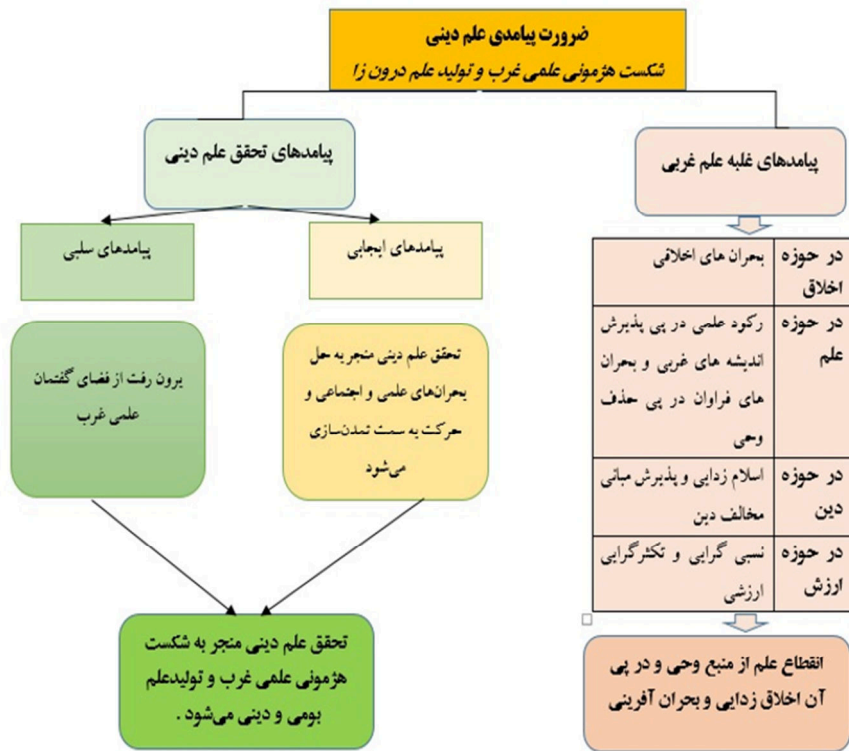 ضرورت پیامدی علم دینی
شکست هژمونی علمی غرب و تولید علم درون زا
پیامدهای غلبه علم غربی
در حوزه
اخلاق
بحران های اخلاقی
در حوزه
علم
رکود علمی در پی پذیرش
اندیشه های غربی و بحران
های فراوان در پی حذف
وحی
در حوزه
دین
اسلام زدایی و پذیرش مبانی
مخالف دین
در حوزه
ارزش
نسبی گرایی و تکثرگرایی
ارزشی
انقطاع علم از منبع وحی و در پی
آن اخلاق زدایی و بحران آفرینی
پیامدهای تحقق علم دینی
پیامدهای ایجابی
تحقق علم دینی منجر به حل
بحران‌های علمی و اجتماعی و
حرکت به سمت تمدن‌سازی
می‌شود
پیامدهای سلبی
برون رفت از فضای گفتمان
علمی غرب
تحقق علم دینی منجر به شکست
هژمونی علمی غرب و تولیدعلم
بومی و دینی می‌شود .